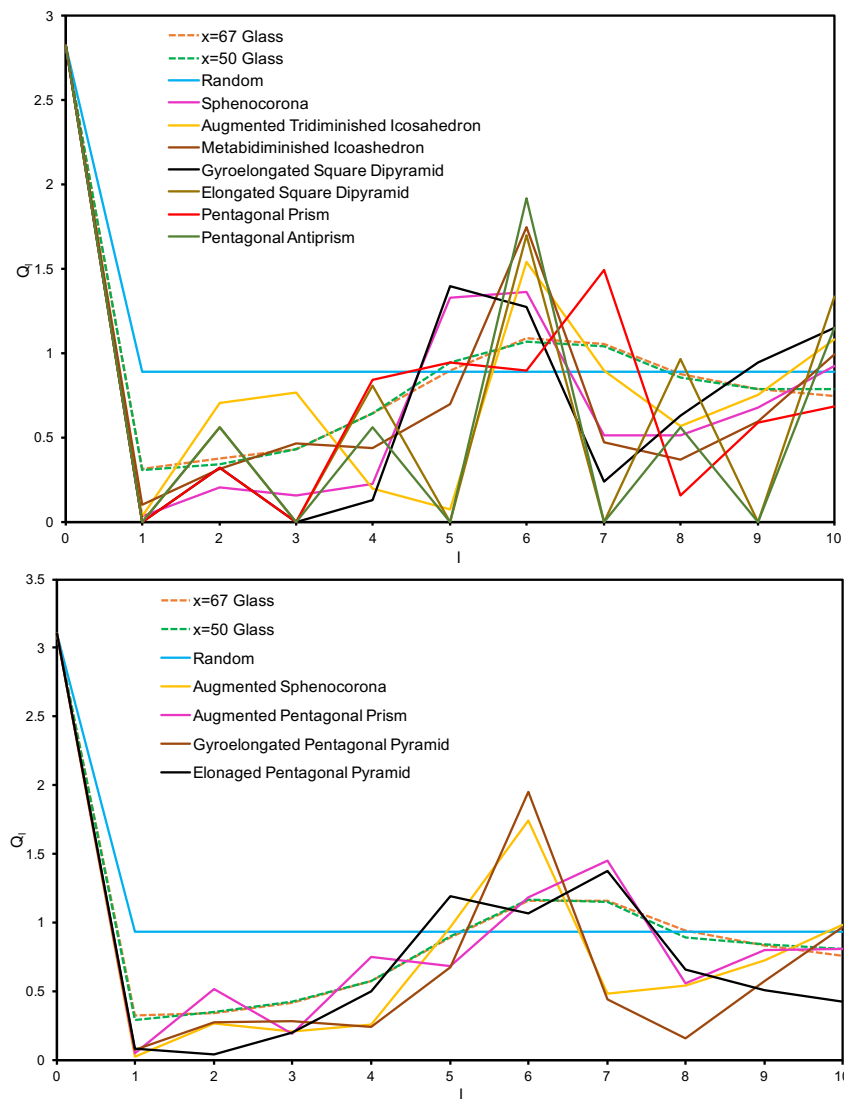 3
2.5
2
1.5
1
0.5
0
Q_l
x=67 Glass
x=50 Glass
Random
Sphenocorona
Augmented Tridiminished Icosahedron
Metabidiminished Icoashedron
Gyroelongated Square Dipyramid
Elongated Square Dipyramid
Pentagonal Prism
Pentagonal Antiprism
0 1 2 3 4 5 6 7 8 9 10
l
3.5
3
2.5
2
1.5
1
0.5
0
Q_l
x=67 Glass
x=50 Glass
Random
Augmented Sphenocorona
Augmented Pentagonal Prism
Gyroelongated Pentagonal Pyramid
Elonaged Pentagonal Pyramid
0 1 2 3 4 5 6 7 8 9 10
l